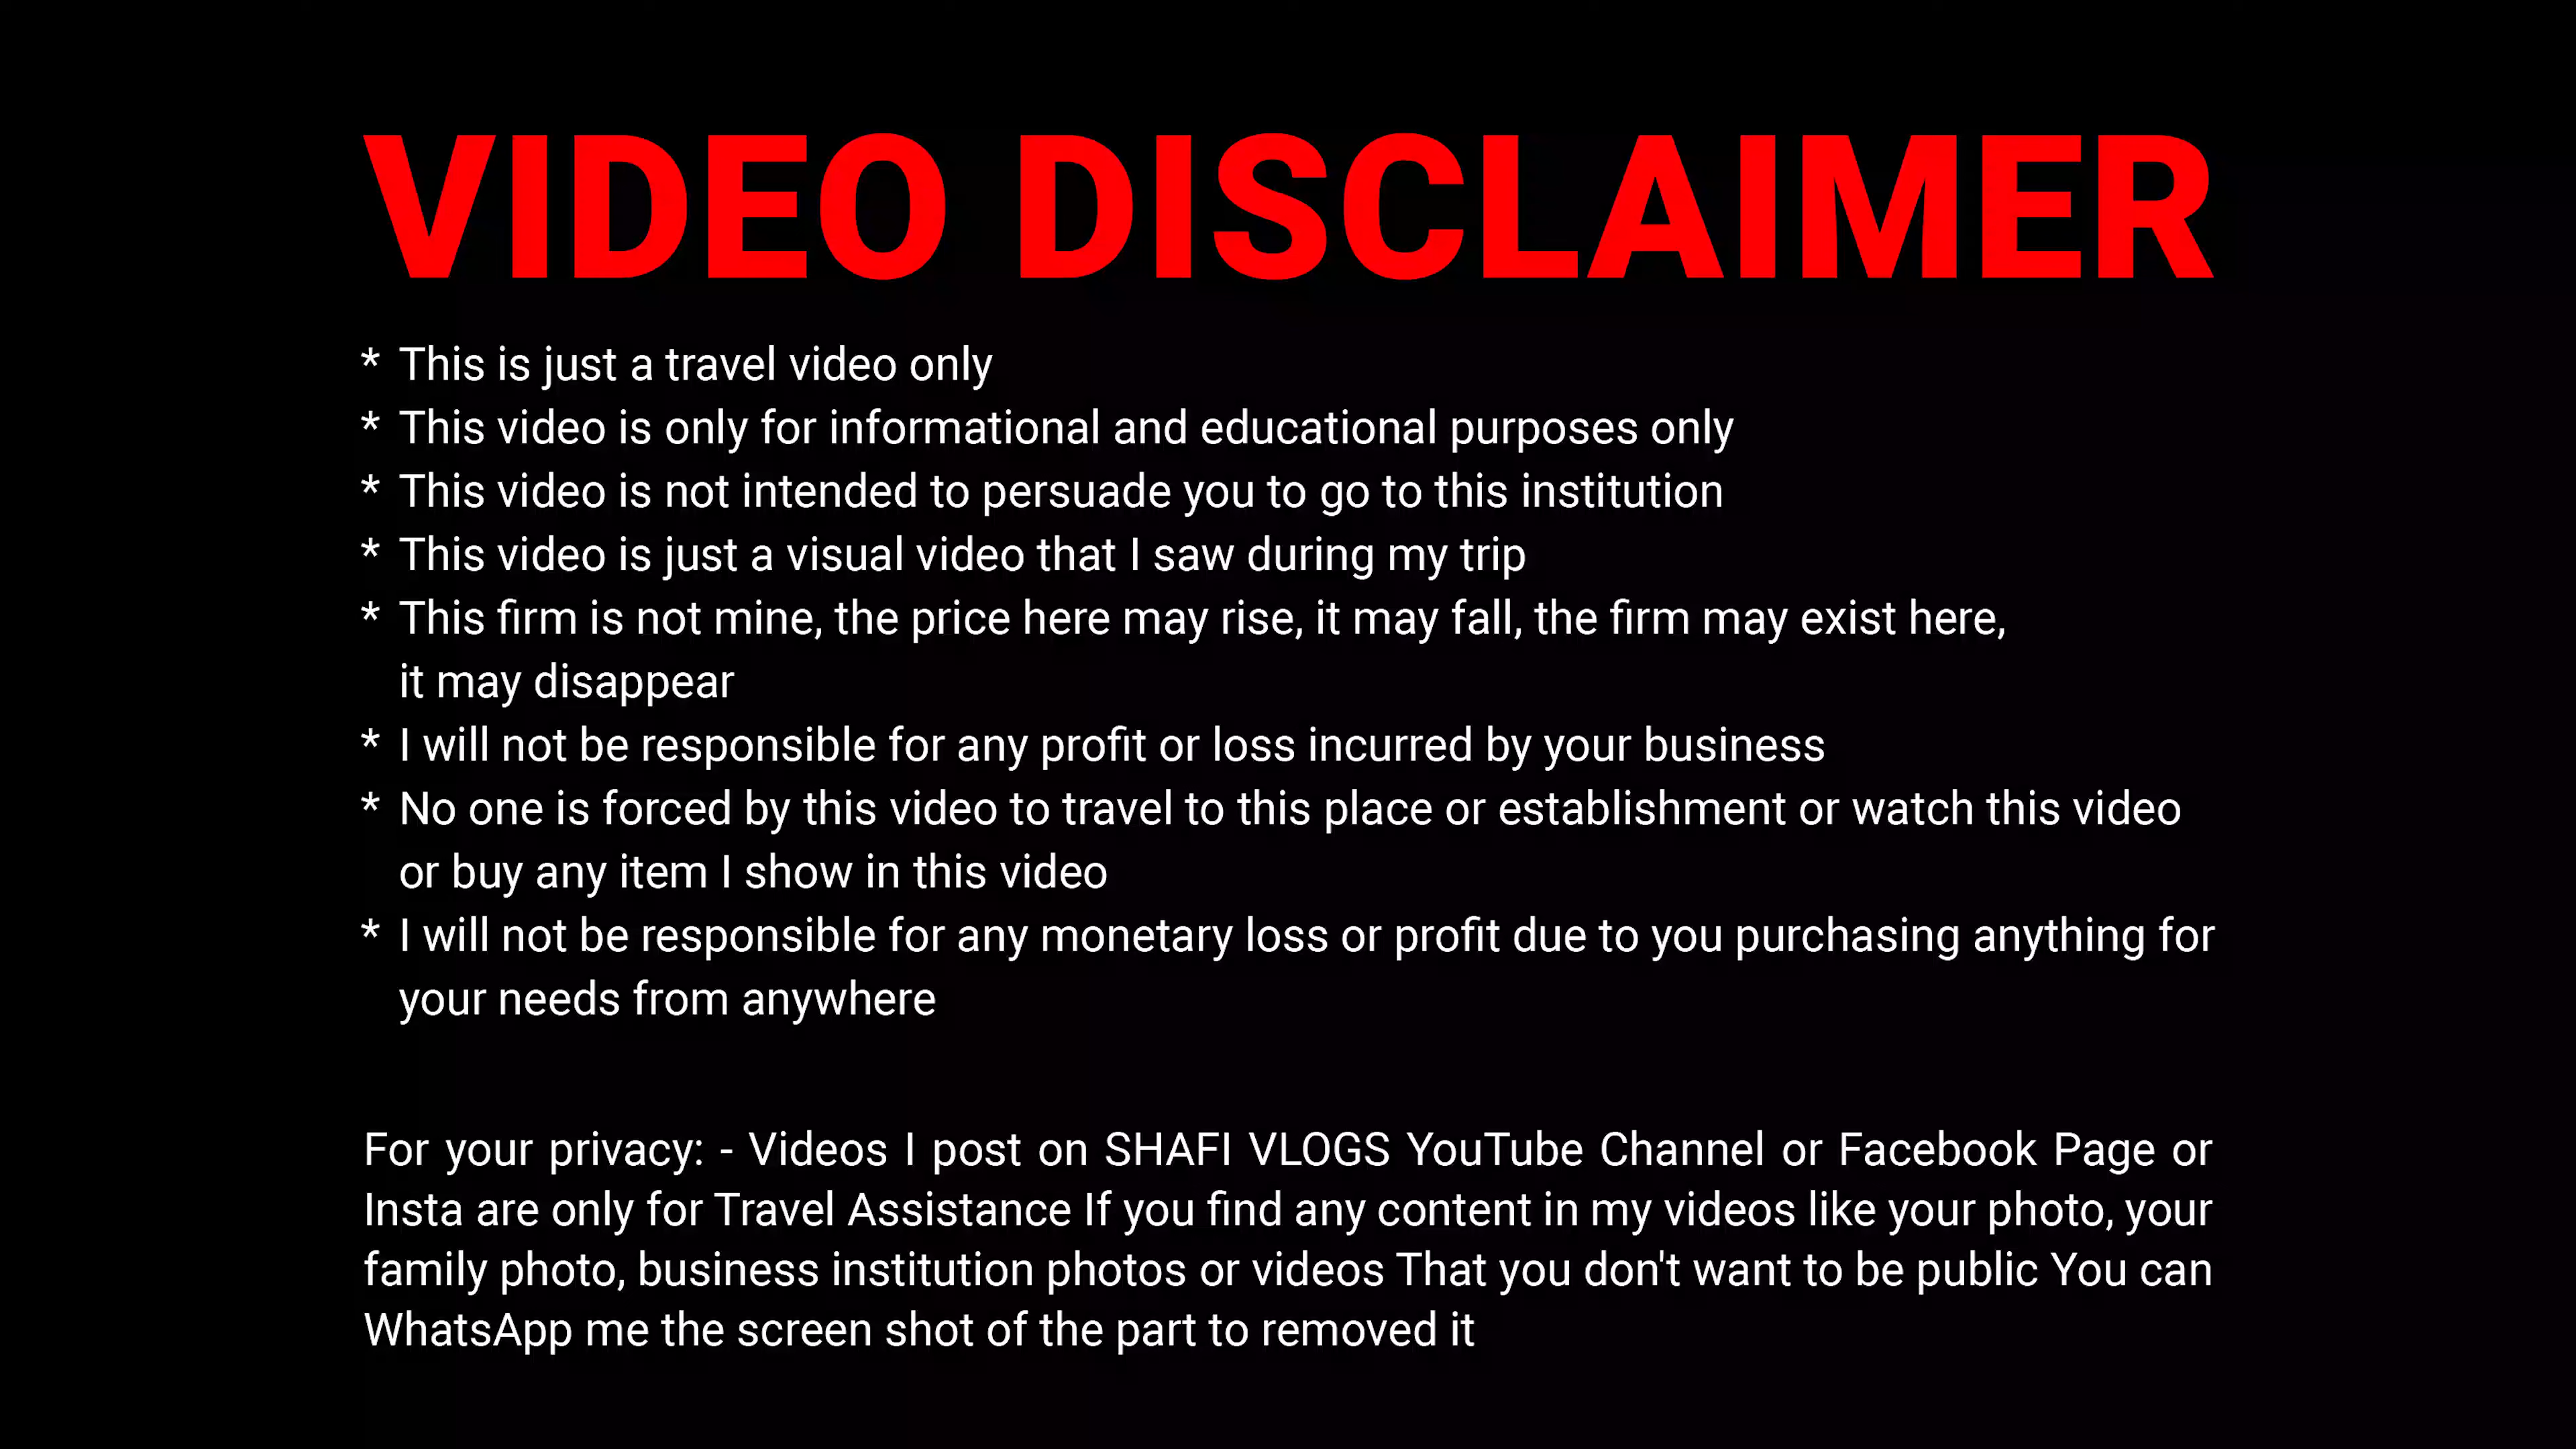 VIDEO DISCLAIMER
* This is just a travel video only
* This video is only for informational and educational purposes only
* This video is not intended to persuade you to go to this institution
* This video is just a visual video that I saw during my trip
* This firm is not mine, the price here may rise, it may fall, the firm may exist here,
it may disappear
* I will not be responsible for any profit or loss incurred by your business
* No one is forced by this video to travel to this place or establishment or watch this video
or buy any item I show in this video
* I will not be responsible for any monetary loss or profit due to you purchasing anything for
your needs from anywhere
For your privacy: - Videos I post on SHAFI VLOGS YouTube Channel or Facebook Page or
Insta are only for Travel Assistance If you find any content in my videos like your photo, your
family photo, business institution photos or videos That you don't want to be public You can
WhatsApp me the screen shot of the part to removed it